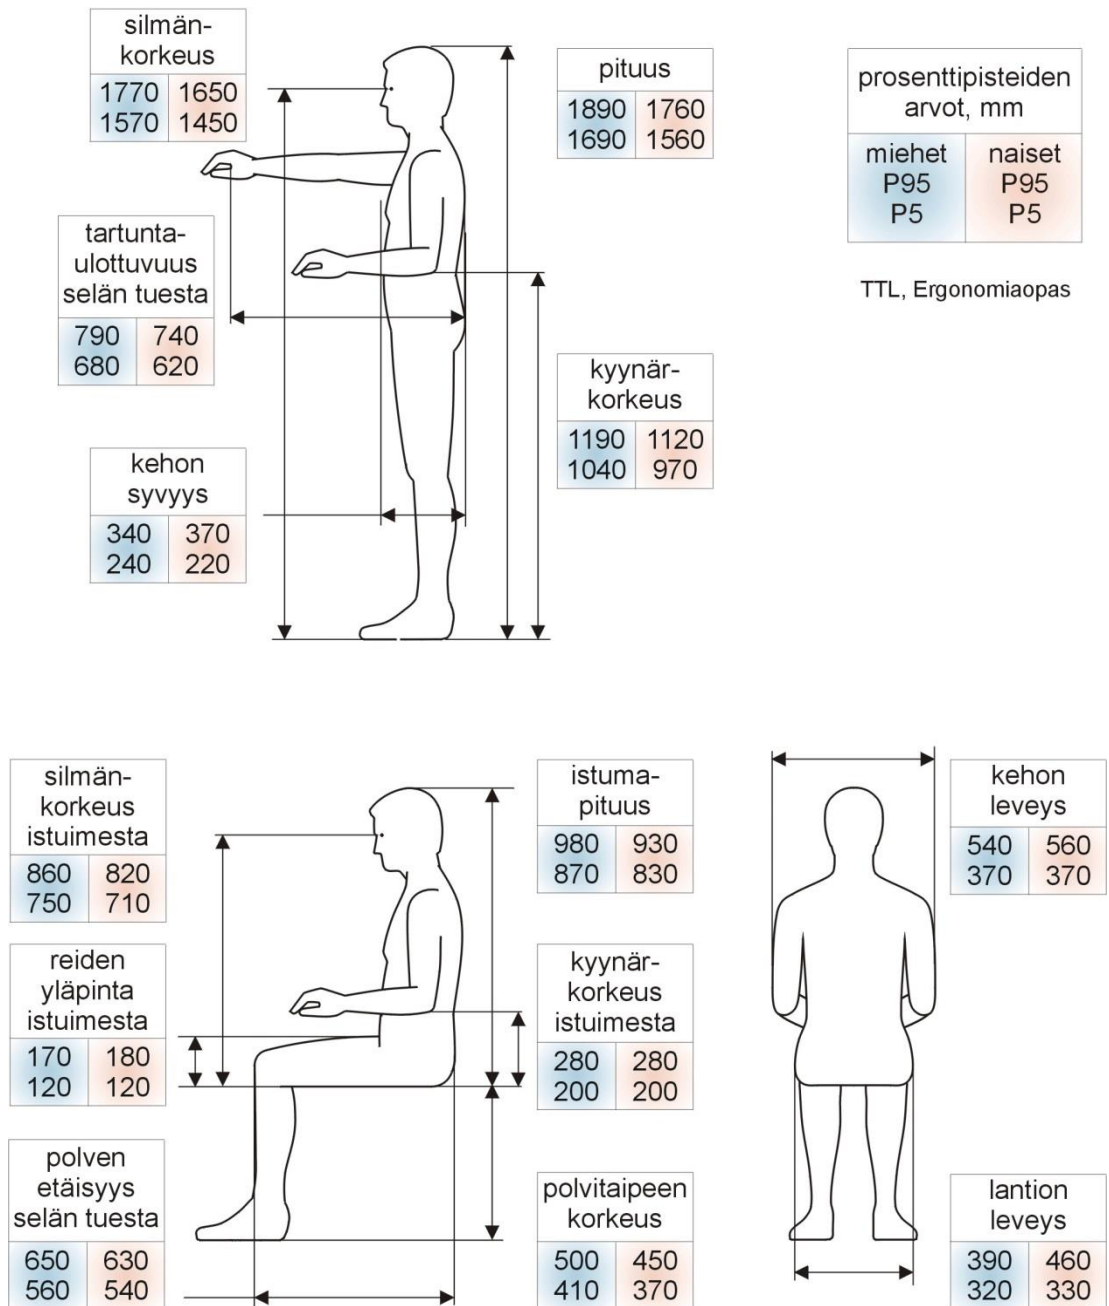 silmän-
korkeus
1770 1650
1570 1450
pituus
1890 1760
1690 1560
prosenttipisteiden
arvot, mm
miehet naiset
P95 P95
P5 P5
TTL, Ergonomiaopas
tartunta-
ulottuvuus
selän tuesta
790 740
680 620
kyynär-
korkeus
1190 1120
1040 970
kehon
syvyys
340 370
240 220
silmän-
korkeus
istuimesta
860 820
750 710
istuma-
pituus
980 930
870 830
kehon
leveys
540 560
370 370
reiden
yläpinta
istuimesta
170 180
120 120
kyynär-
korkeus
istuimesta
280 280
200 200
polven
etäisyys
selän tuesta
650 630
560 540
polvitaipeen
korkeus
500 450
410 370
lantion
leveys
390 460
320 330